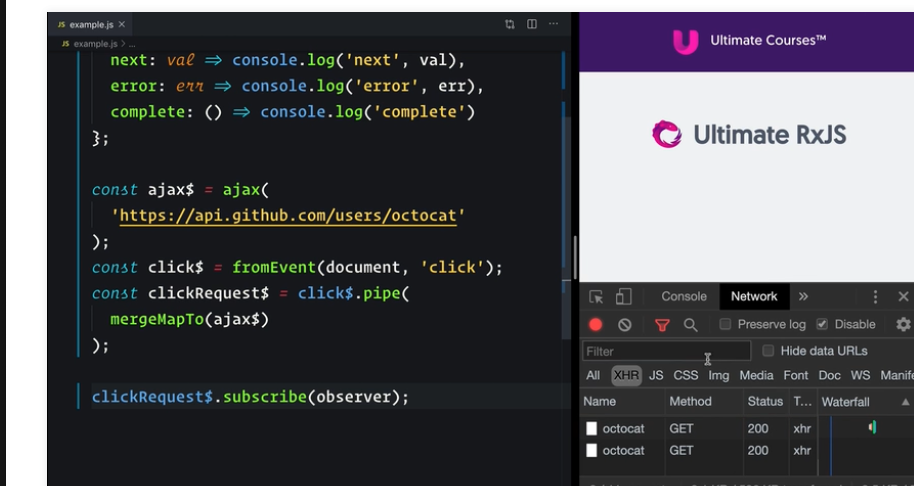 JS example.js ×
JS example.js > ...
next: val ⇒ console.log('next', val),
error: err ⇒ console.log('error', err),
complete: () ⇒ console.log('complete')
};
const ajax$ = ajax(
'https://api.github.com/users/octocat'
);
const click$ = fromEvent(document, 'click');
const clickRequest$ = click$.pipe(
mergeMapTo(ajax$)
);
clickRequest$.subscribe(observer);
Ultimate Courses™
Ultimate RxJS
Console Network »
Preserve log Disable
Filter Hide data URLs
All XHR JS CSS Img Media Font Doc WS Manife
Name Method Status T... Waterfall
octocat GET 200 xhr
octocat GET 200 xhr